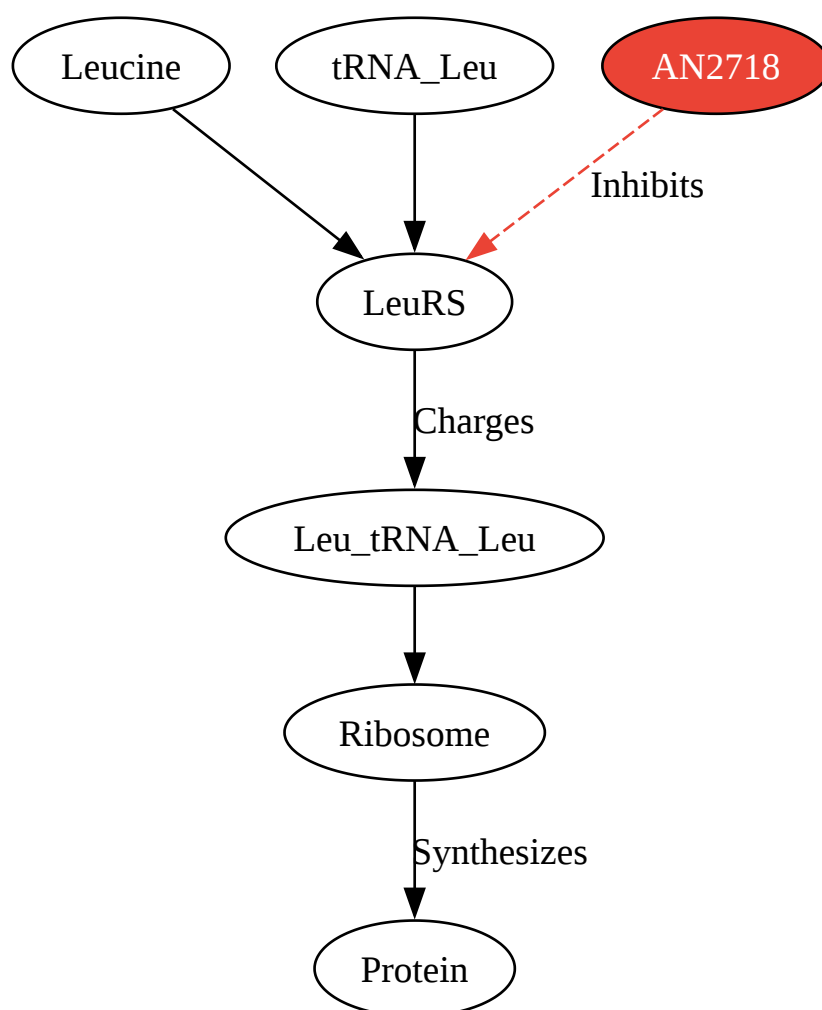 Leucine
tRNA_Leu
AN2718
Inhibits
LeuRS
Charges
Leu_tRNA_Leu
Ribosome
Synthesizes
Protein